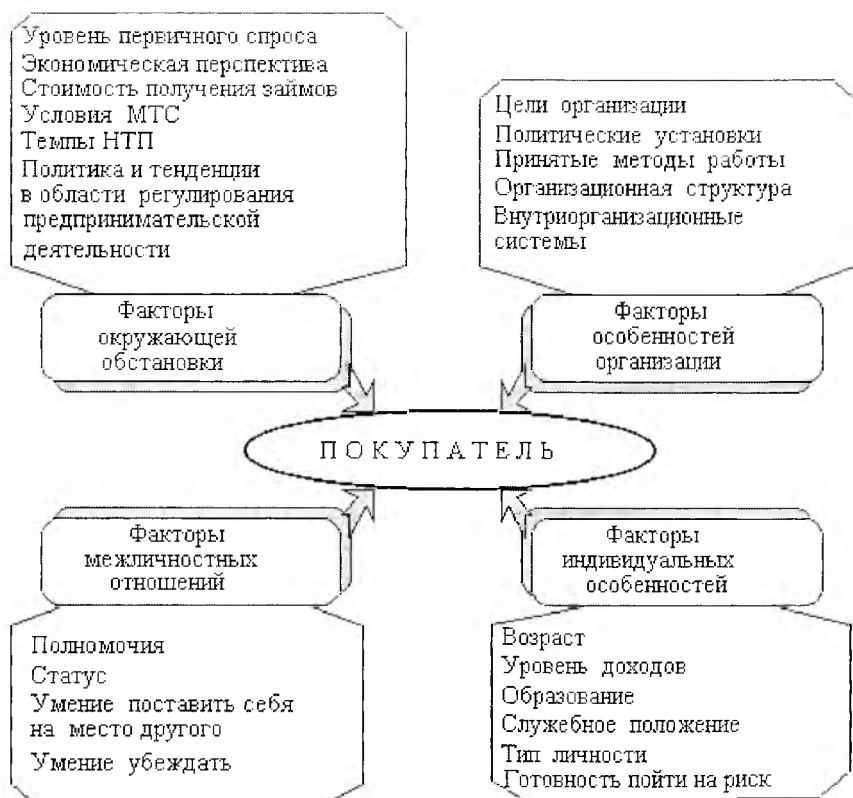 Уровень первичного спроса
Экономическая перспектива
Стоимость получения займов
Условия МТС
Темпы НТП
Политика и тенденции
в области регулирования
предпринимательской
деятельности
Факторы
окружающей
обстановки
Цели организации
Политические установки
Принятые методы работы
Организационная структура
Внутриорганизационные
системы
Факторы
особенностей
организации
ПОКУПАТЕЛЬ
Факторы
межличностных
отношений
Полномочия
Статус
Умение поставить себя
на место другого
Умение убеждать
Факторы
индивидуальных
особенностей
Возраст
Уровень доходов
Образование
Служебное положение
Тип личности
Готовность пойти на риск